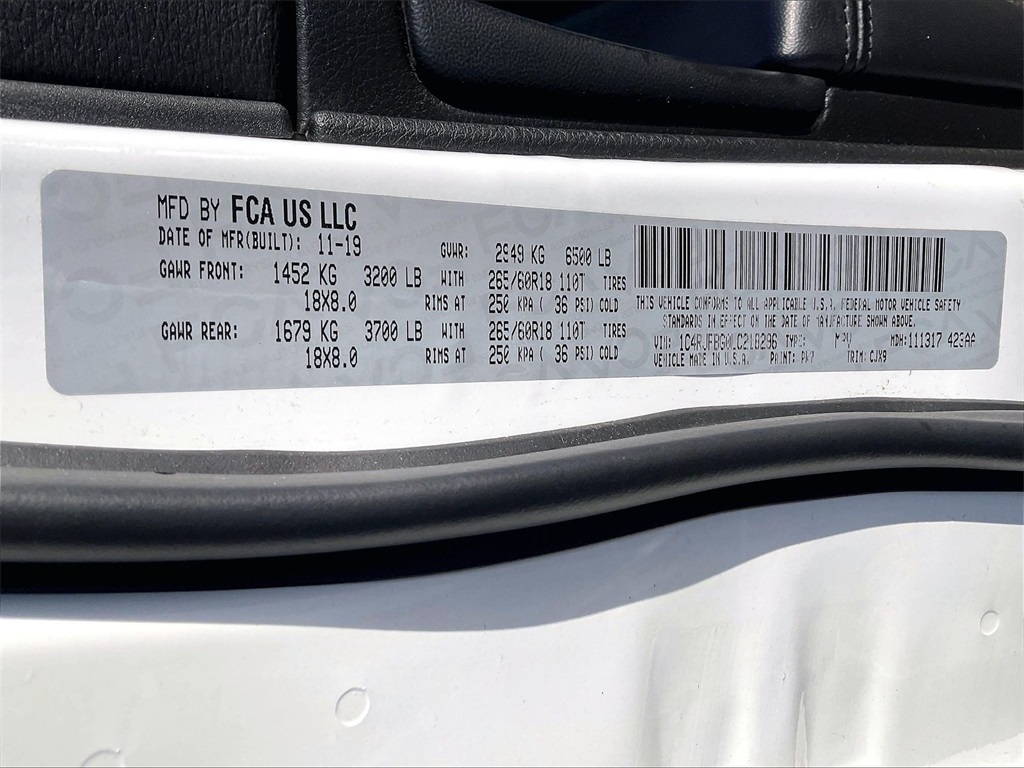 MFD BY FCA US LLC
DATE OF MFR(BUILT): 11-19 GVWR: 2949 KG 6500 LB
GAWR FRONT: 1452 KG 3200 LB WITH 265/60R18 110T TIRES
18X8.0 RIMS AT 250 KPA ( 36 PSI) COLD
GAWR REAR: 1679 KG 3700 LB WITH 265/60R18 110T TIRES
18X8.0 RIMS AT 250 KPA ( 36 PSI) COLD
THIS VEHICLE CONFORMS TO ALL APPLICABLE U.S.A. FEDERAL MOTOR VEHICLE SAFETY
STANDARDS IN EFFECT ON THE DATE OF MANUFACTURE SHOWN ABOVE.
VIN: TYPE: MPV MDH: 111317 423AA
VEHICLE MADE IN U.S.A. PAINT: PW7 TRIM: CJX9